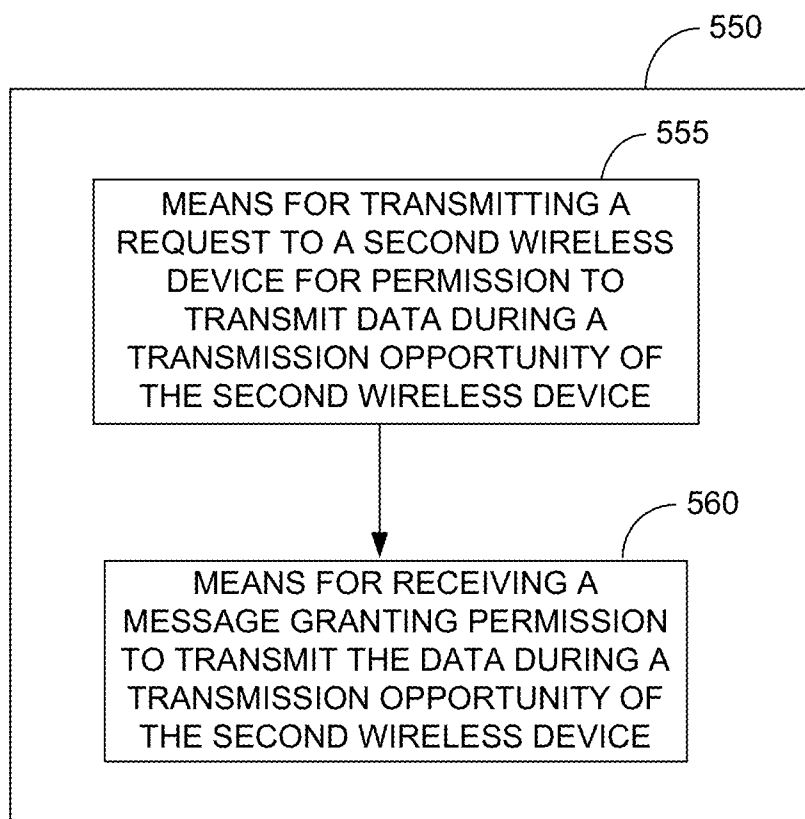 550
555
MEANS FOR TRANSMITTING A
REQUEST TO A SECOND WIRELESS
DEVICE FOR PERMISSION TO
TRANSMIT DATA DURING A
TRANSMISSION OPPORTUNITY OF
THE SECOND WIRELESS DEVICE
560
MEANS FOR RECEIVING A
MESSAGE GRANTING PERMISSION
TO TRANSMIT THE DATA DURING A
TRANSMISSION OPPORTUNITY OF
THE SECOND WIRELESS DEVICE